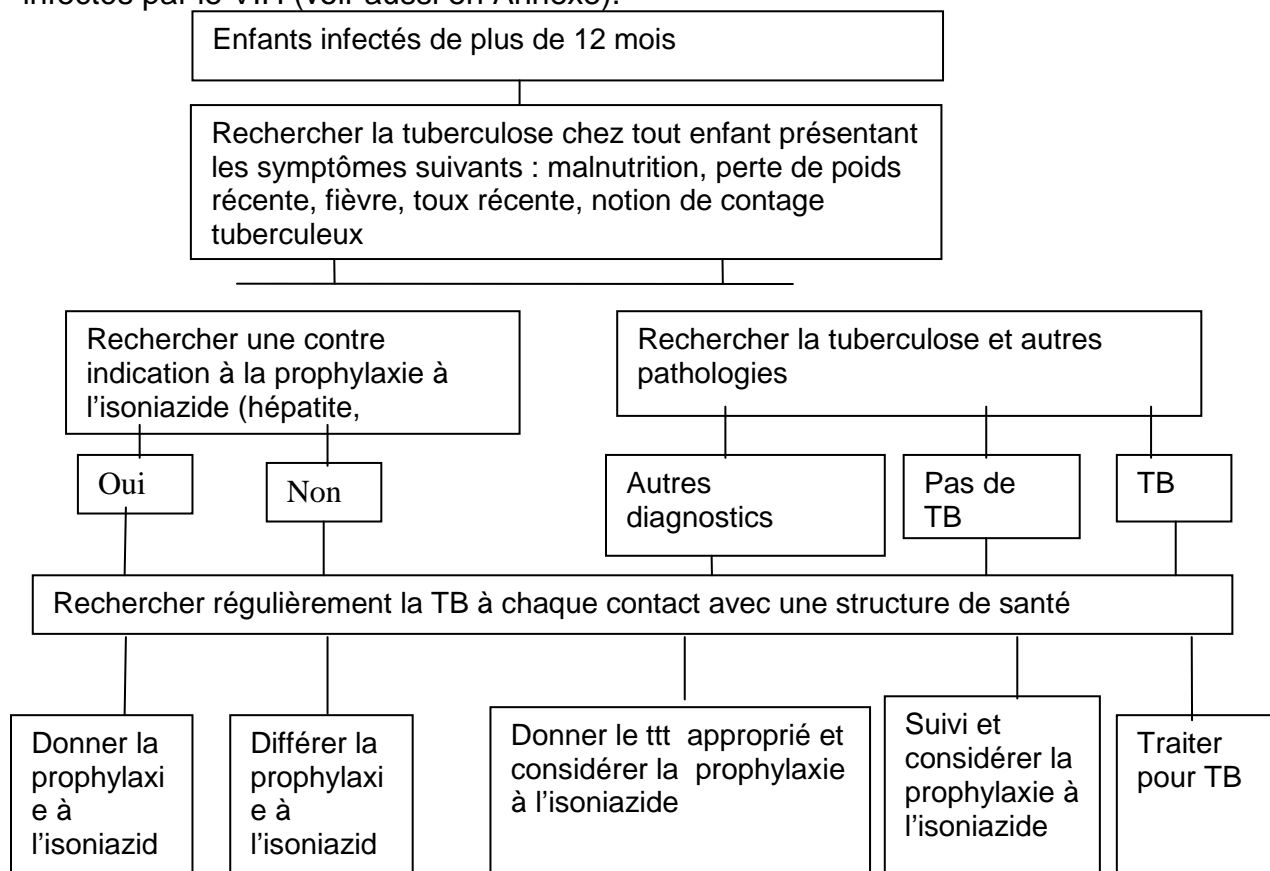 infectés par le VIH (voir aussi en Annexe).
Enfants infectés de plus de 12 mois
Rechercher la tuberculose chez tout enfant présentant
les symptômes suivants : malnutrition, perte de poids
récente, fièvre, toux récente, notion de contage
tuberculeux
Rechercher une contre
indication à la prophylaxie à
l'isoniazide (hépatite,
Rechercher la tuberculose et autres
pathologies
Oui
Non
Autres
diagnostics
Pas de
TB
TB
Rechercher régulièrement la TB à chaque contact avec une structure de santé
Donner la
prophylaxi
e à
l'isoniazid
Différer la
prophylaxi
e à
l'isoniazid
Donner le ttt approprié et
considérer la prophylaxie
à l'isoniazide
Suivi et
considérer la
prophylaxie à
l'isoniazide
Traiter
pour TB